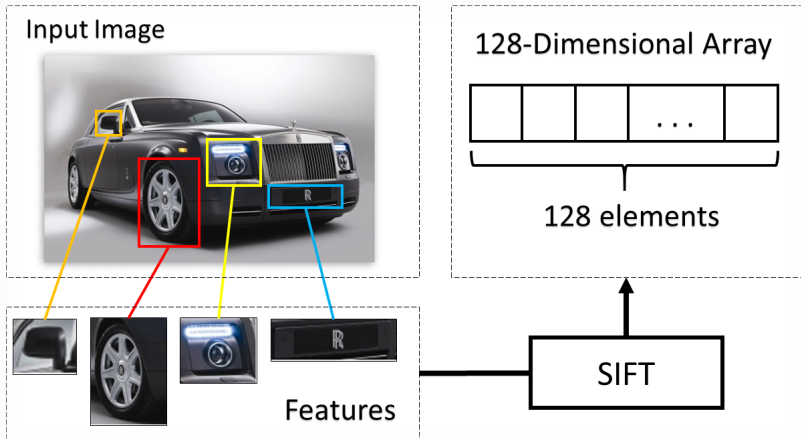 Input Image
128-Dimensional Array
. . .
128 elements
R
R
SIFT
Features